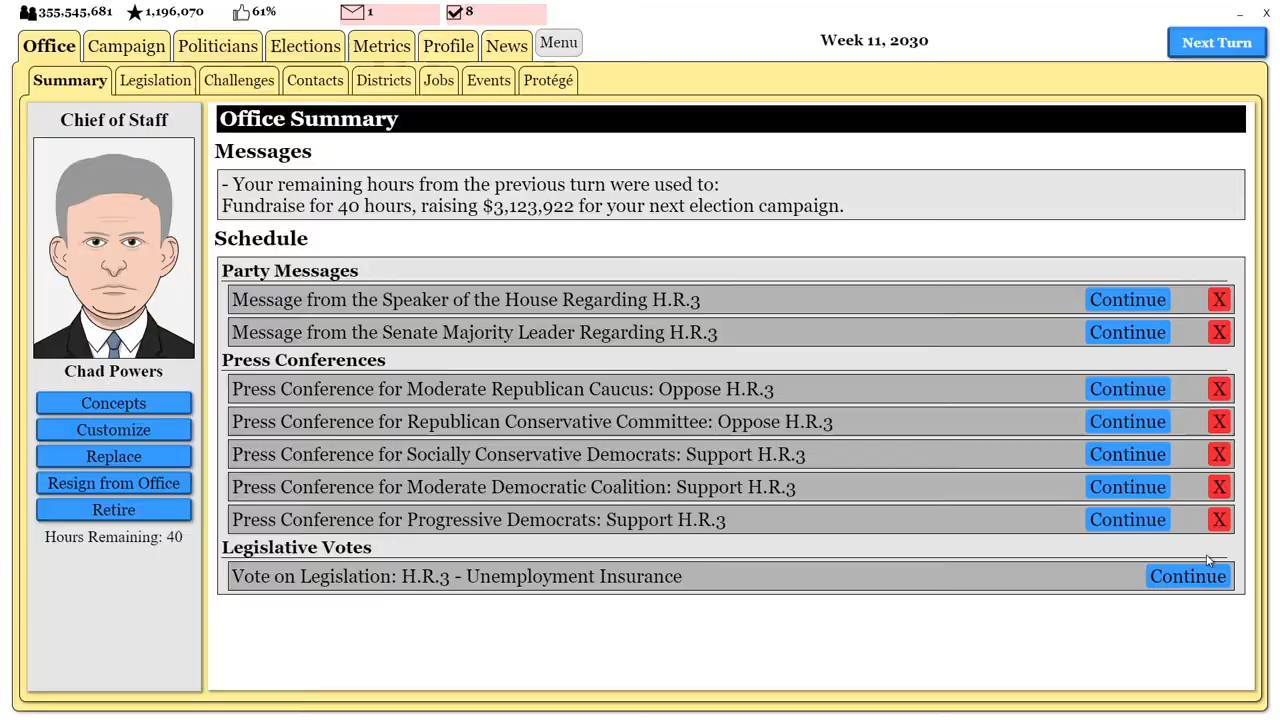 355,545,681 1,196,070 61% 1 8
_ X
Office Campaign Politicians Elections Metrics Profile News Menu
Week 11, 2030
Next Turn
Summary Legislation Challenges Contacts Districts Jobs Events Protégé
Chief of Staff
Chad Powers
Concepts
Customize
Replace
Resign from Office
Retire
Hours Remaining: 40
Office Summary
Messages
- Your remaining hours from the previous turn were used to:
Fundraise for 40 hours, raising $3,123,922 for your next election campaign.
Schedule
Party Messages
Message from the Speaker of the House Regarding H.R.3 Continue X
Message from the Senate Majority Leader Regarding H.R.3 Continue X
Press Conferences
Press Conference for Moderate Republican Caucus: Oppose H.R.3 Continue X
Press Conference for Republican Conservative Committee: Oppose H.R.3 Continue X
Press Conference for Socially Conservative Democrats: Support H.R.3 Continue X
Press Conference for Moderate Democratic Coalition: Support H.R.3 Continue X
Press Conference for Progressive Democrats: Support H.R.3 Continue X
Legislative Votes
Vote on Legislation: H.R.3 - Unemployment Insurance Continue